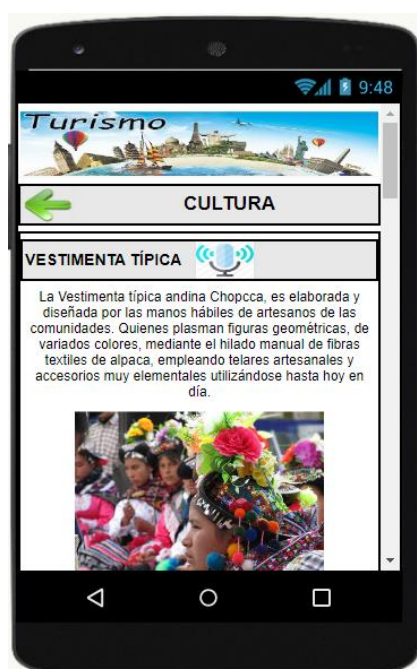 9:48
Turismo
CULTURA
VESTIMENTA TÍPICA
La Vestimenta típica andina Chopcca, es elaborada y
diseñada por las manos hábiles de artesanos de las
comunidades. Quienes plasman figuras geométricas, de
variados colores, mediante el hilado manual de fibras
textiles de alpaca, empleando telares artesanales y
accesorios muy elementales utilizándose hasta hoy en
día.